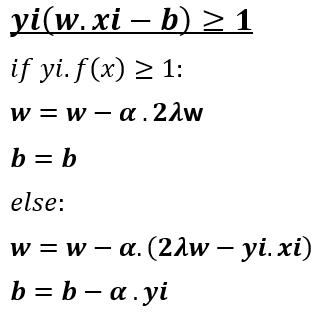 yi(w.xi − b) ≥ 1
if yi.f(x) ≥ 1:
w = w − α . 2λw
b = b
else:
w = w − α. (2λw − yi. xi)
b = b − α . yi